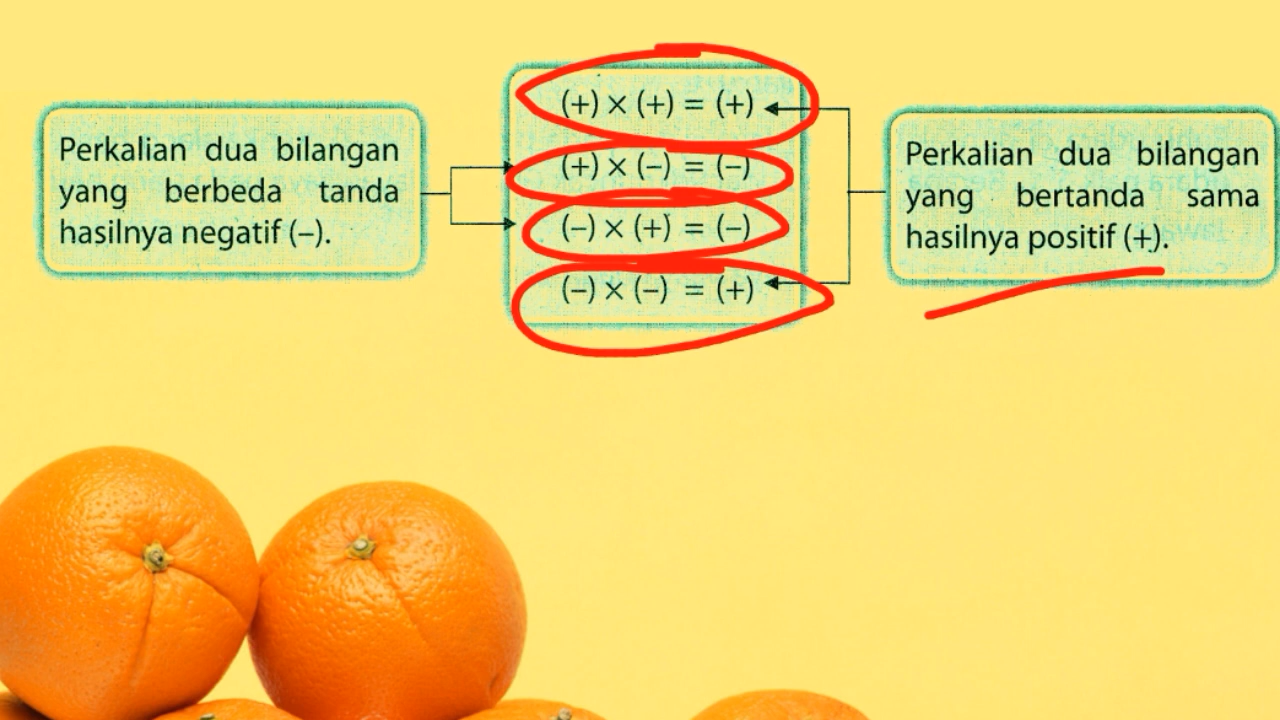 Perkalian dua bilangan
yang berbeda tanda
hasilnya negatif (–).
(+) × (+) = (+)
(+) × (–) = (–)
(–) × (+) = (–)
(–) × (–) = (+)
Perkalian dua bilangan
yang bertanda sama
hasilnya positif (+).